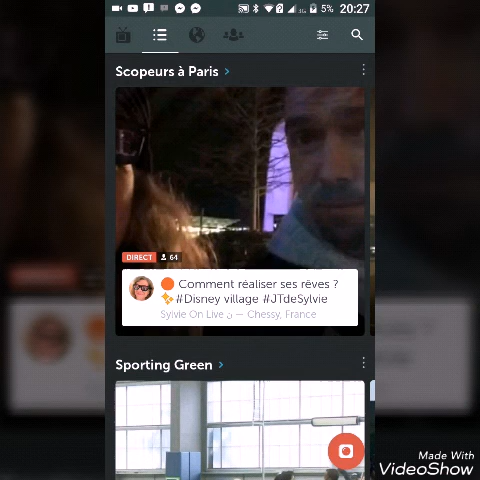 5% 20:27
Scopeurs à Paris
DIRECT 64
Comment réaliser ses rêves ?
#Disney village #JTdeSylvie
Sylvie On Live ن — Chessy, France
Sporting Green
Made With
VideoShow